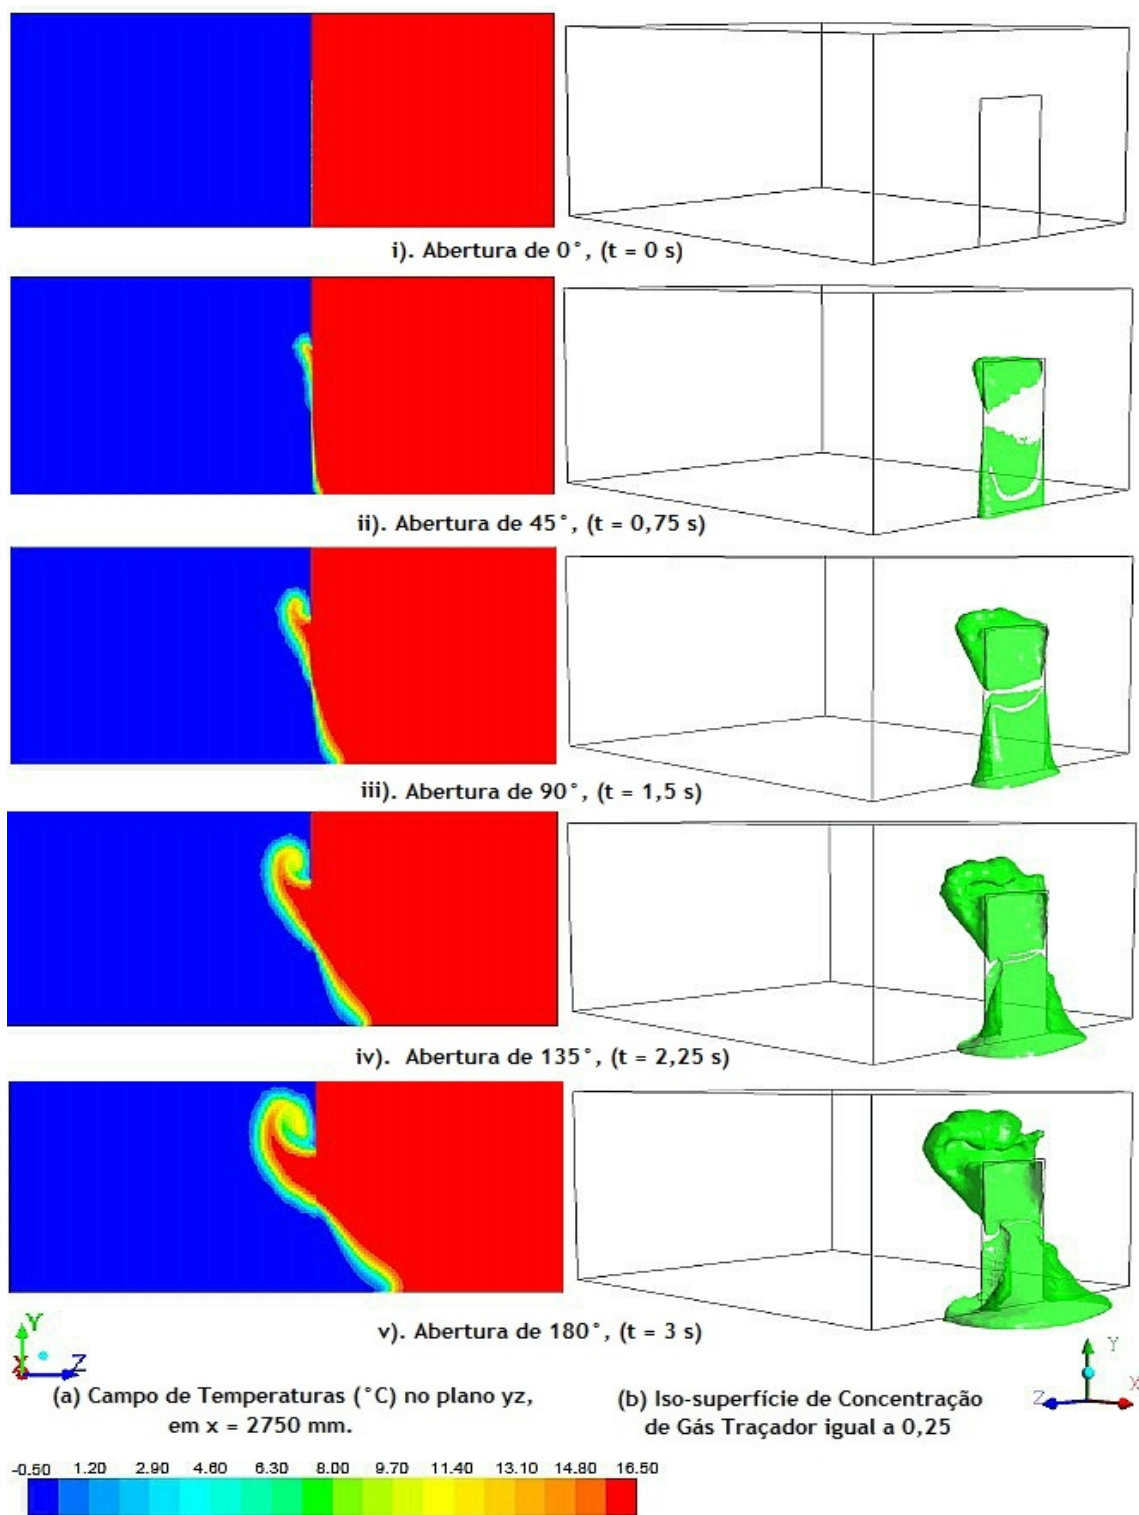 i). Abertura de 0°, (t = 0 s)
ii). Abertura de 45°, (t = 0,75 s)
iii). Abertura de 90°, (t = 1,5 s)
iv). Abertura de 135°, (t = 2,25 s)
v). Abertura de 180°, (t = 3 s)
Y
X
Z
Y
Z
X
(a) Campo de Temperaturas (°C) no plano yz,
em x = 2750 mm.
(b) Iso-superfície de Concentração
de Gás Traçador igual a 0,25
-0.50 1.20 2.90 4.60 6.30 8.00 9.70 11.40 13.10 14.80 16.50